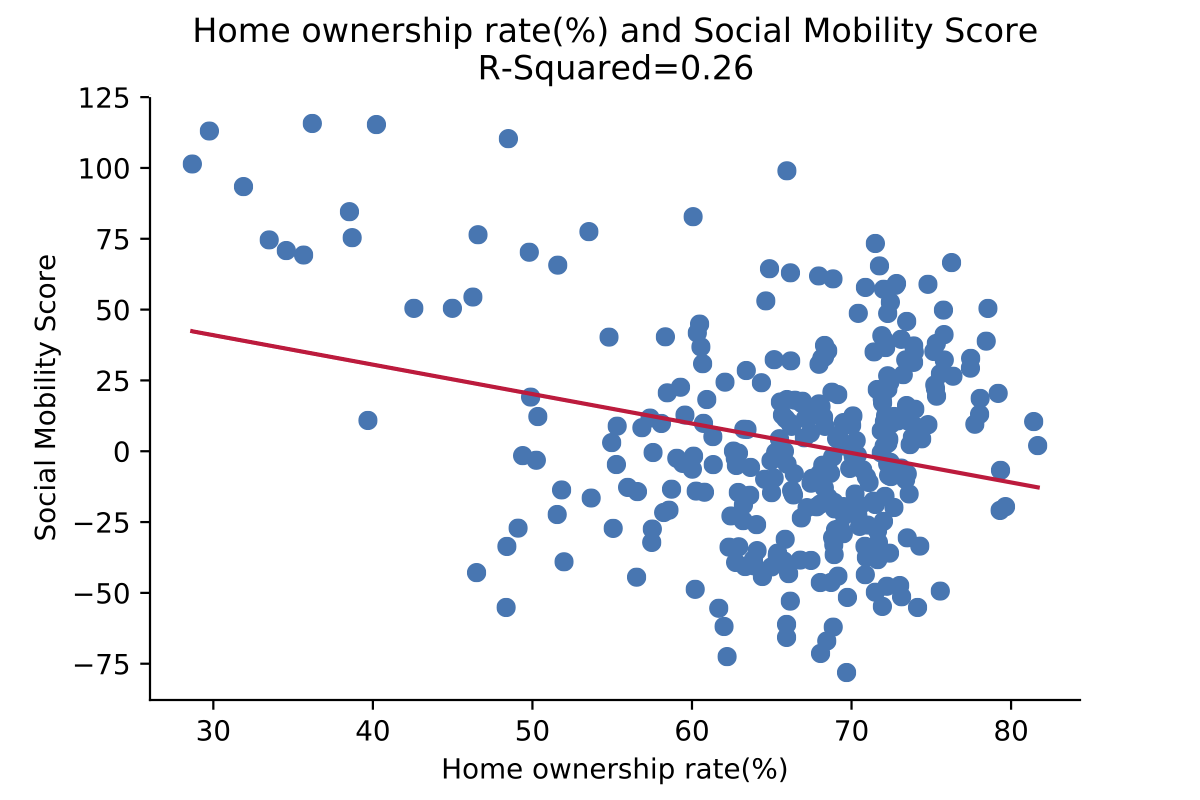 Home ownership rate(%) and Social Mobility Score
R-Squared=0.26
125
100
75
50
25
0
−25
−50
−75
Social Mobility Score
30 40 50 60 70 80
Home ownership rate(%)